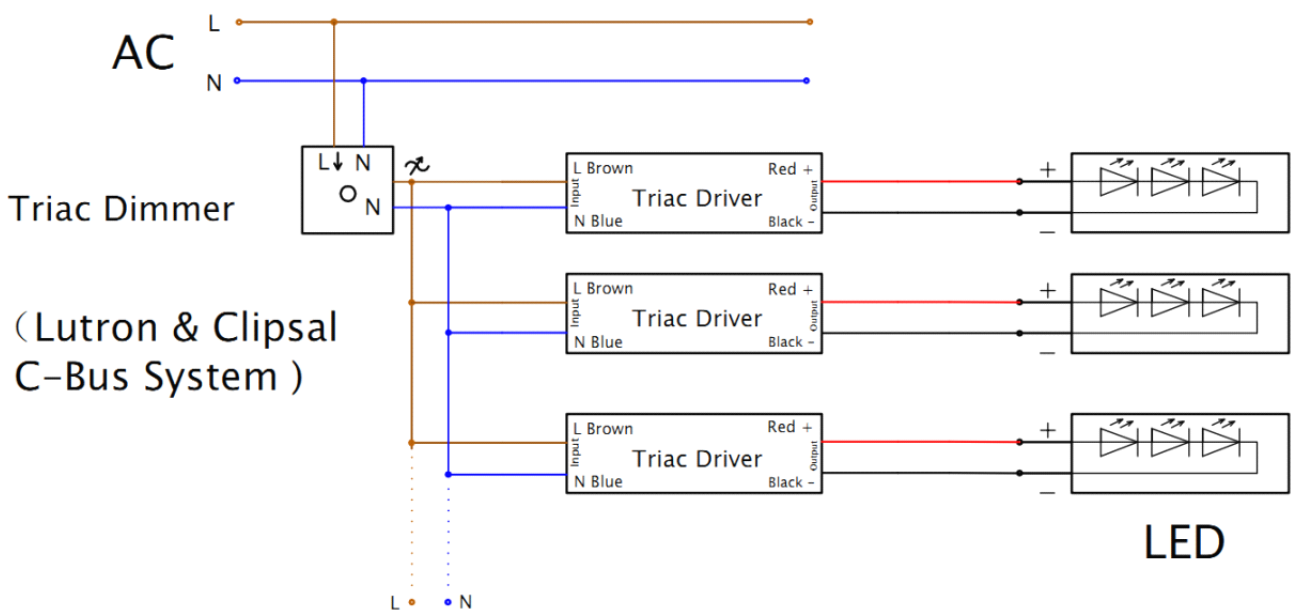 L
AC
N
L N
N
Triac Dimmer
（Lutron & Clipsal
C-Bus System )
L Brown
Input
N Blue
Triac Driver
Red +
Output
Black -
+
−
L Brown
Input
N Blue
Triac Driver
Red +
Output
Black -
+
−
L Brown
Input
N Blue
Triac Driver
Red +
Output
Black -
+
−
LED
L
N